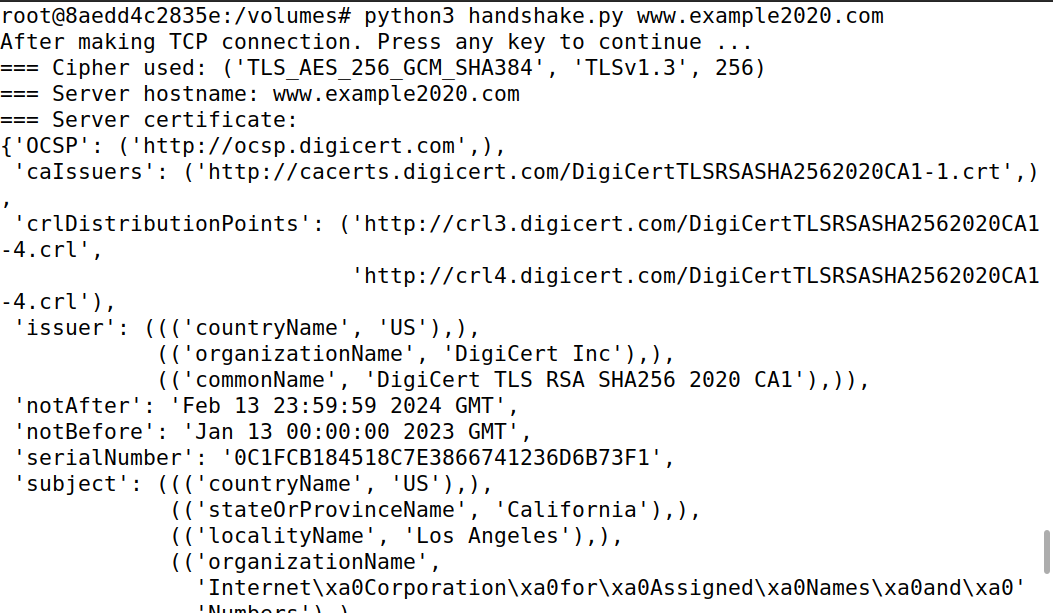 root@8aedd4c2835e:/volumes# python3 handshake.py www.example2020.com
After making TCP connection. Press any key to continue ...
=== Cipher used: ('TLS_AES_256_GCM_SHA384', 'TLSv1.3', 256)
=== Server hostname: www.example2020.com
=== Server certificate:
{'OCSP': ('http://ocsp.digicert.com',),
 'caIssuers': ('http://cacerts.digicert.com/DigiCertTLSRSASHA2562020CA1-1.crt',)
,
 'crlDistributionPoints': ('http://crl3.digicert.com/DigiCertTLSRSASHA2562020CA1
-4.crl',
                           'http://crl4.digicert.com/DigiCertTLSRSASHA2562020CA1
-4.crl'),
 'issuer': ((('countryName', 'US'),),
            (('organizationName', 'DigiCert Inc'),),
            (('commonName', 'DigiCert TLS RSA SHA256 2020 CA1'),)),
 'notAfter': 'Feb 13 23:59:59 2024 GMT',
 'notBefore': 'Jan 13 00:00:00 2023 GMT',
 'serialNumber': '0C1FCB184518C7E3866741236D6B73F1',
 'subject': ((('countryName', 'US'),),
             (('stateOrProvinceName', 'California'),),
             (('localityName', 'Los Angeles'),),
             (('organizationName',
               'Internet\xa0Corporation\xa0for\xa0Assigned\xa0Names\xa0and\xa0'
               'Numbers'),),